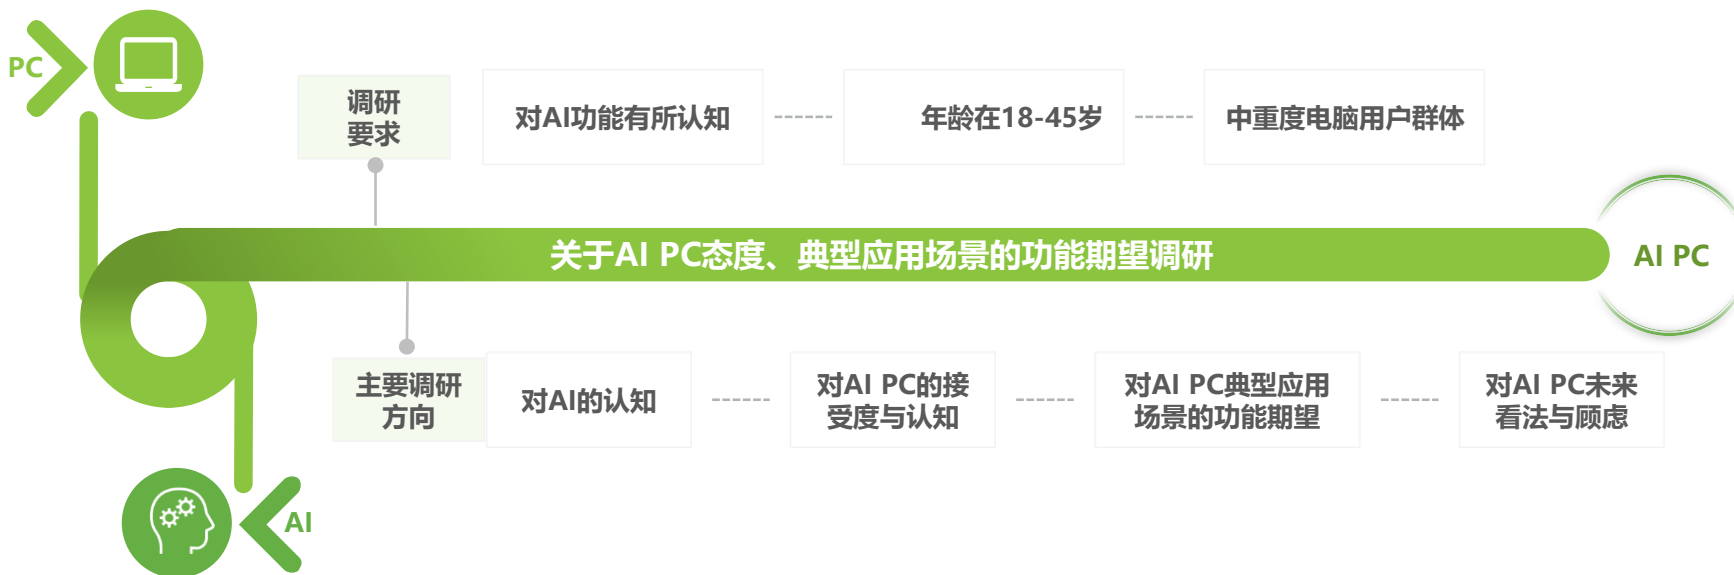 PC
调研
要求
对AI功能有所认知
年龄在18-45岁
中重度电脑用户群体
关于AI PC态度、典型应用场景的功能期望调研
AI PC
主要调研
方向
对AI的认知
对AI PC的接
受度与认知
对AI PC典型应用
场景的功能期望
对AI PC未来
看法与顾虑
AI